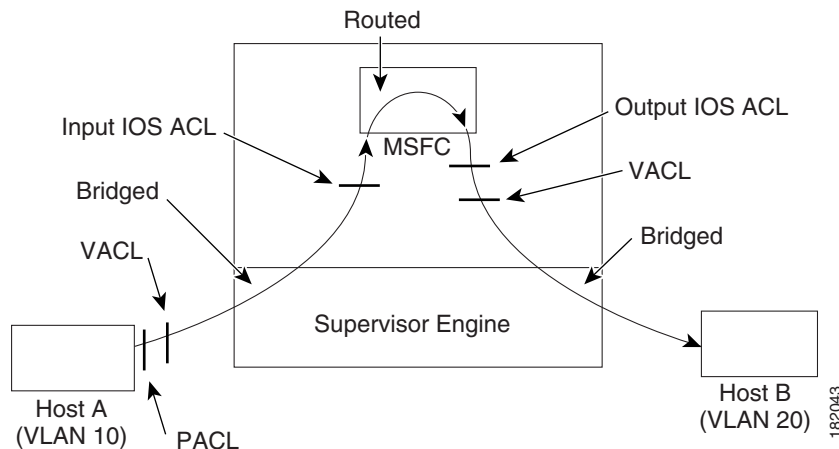 Routed
Input IOS ACL
Output IOS ACL
MSFC
VACL
Bridged
Bridged
VACL
Supervisor Engine
Host A
(VLAN 10)
PACL
Host B
(VLAN 20)
182043